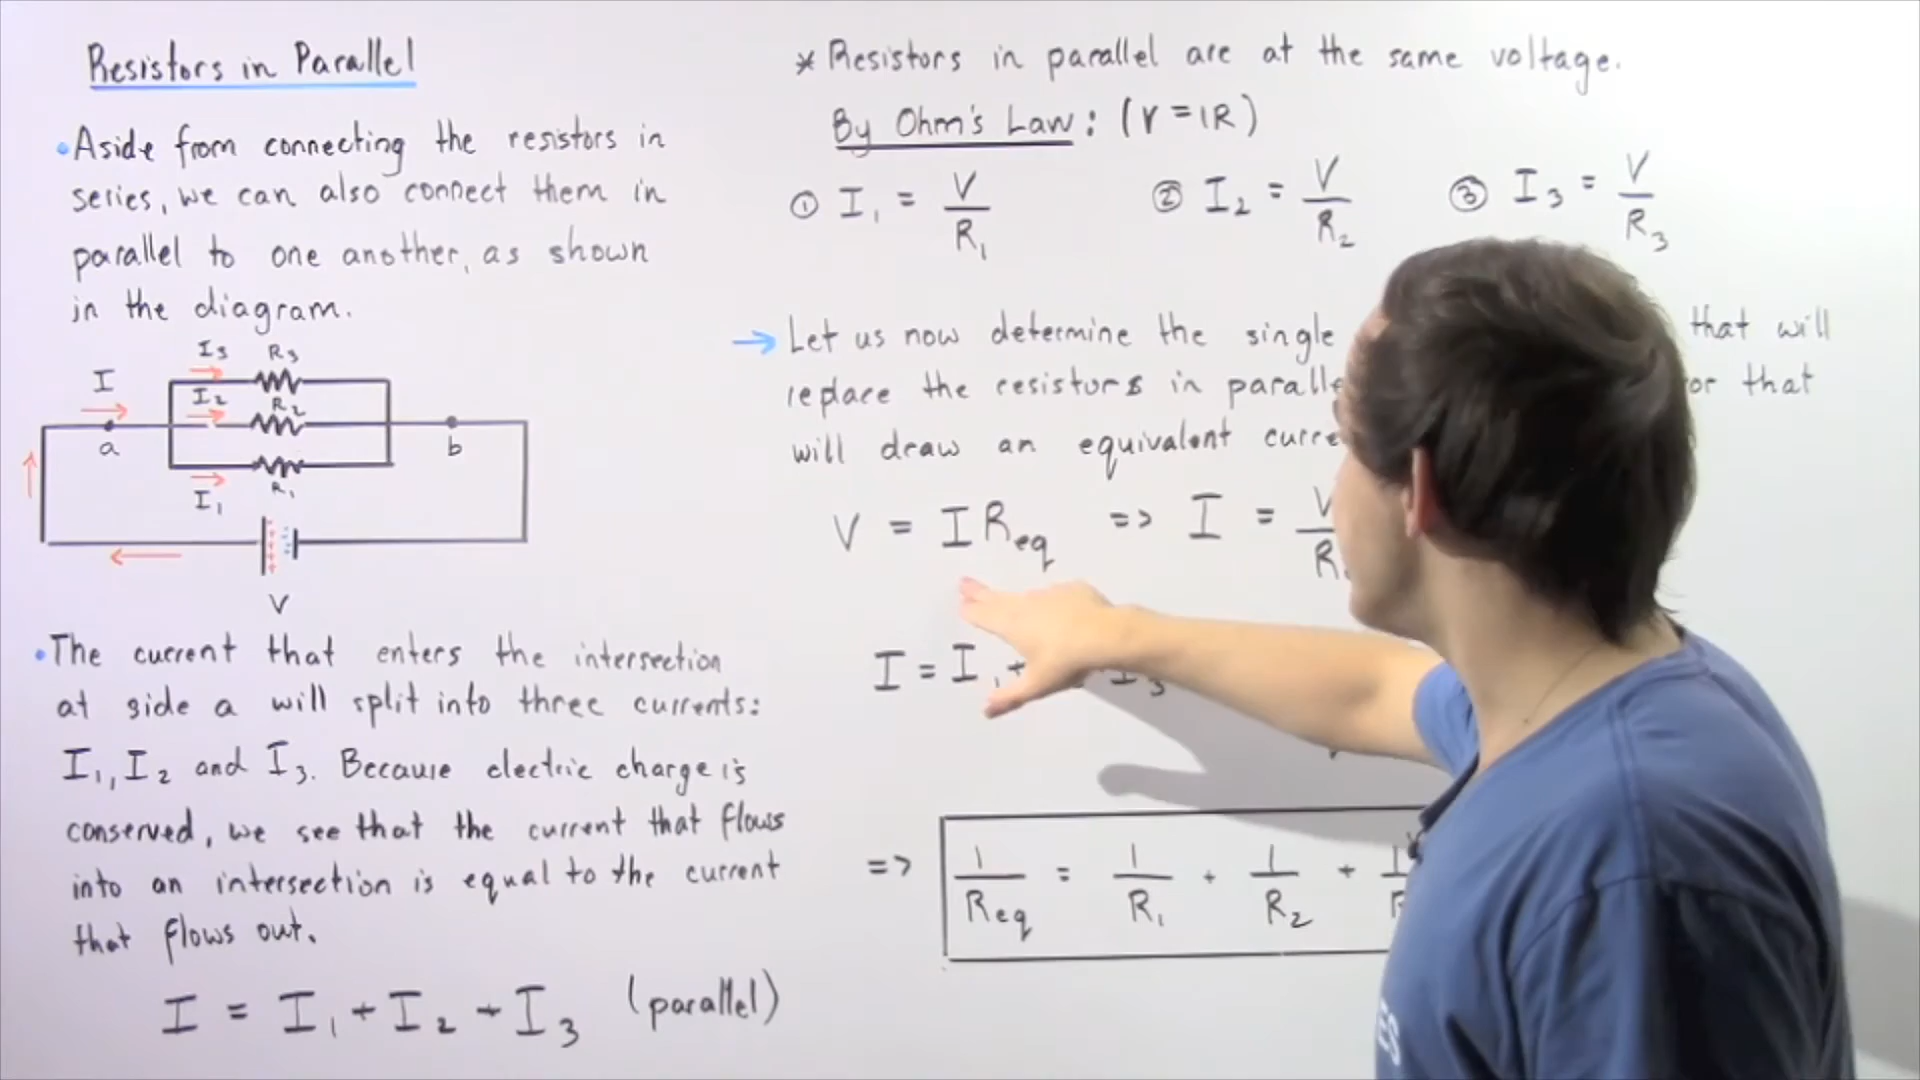 Resistors in Parallel
• Aside from connecting the resistors in
series, we can also connect them in
parallel to one another, as shown
in the diagram.
I
I3 R3
I2 R2
a
b
I1 R1
V
• The current that enters the intersection
at side a will split into three currents:
I1, I2 and I3. Because electric charge is
conserved, we see that the current that flows
into an intersection is equal to the current
that flows out.
I = I1 + I2 + I3 (parallel)
* Resistors in parallel are at the same voltage.
By Ohm's Law: (V = IR)
① I1 = V/R1 ② I2 = V/R2 ③ I3 = V/R3
→ Let us now determine the single that will
replace the resistors in that
will draw an equivalent
V = IReq => I = V/R
I = I1 + I3
=> 1/Req = 1/R1 + 1/R2 +
ES